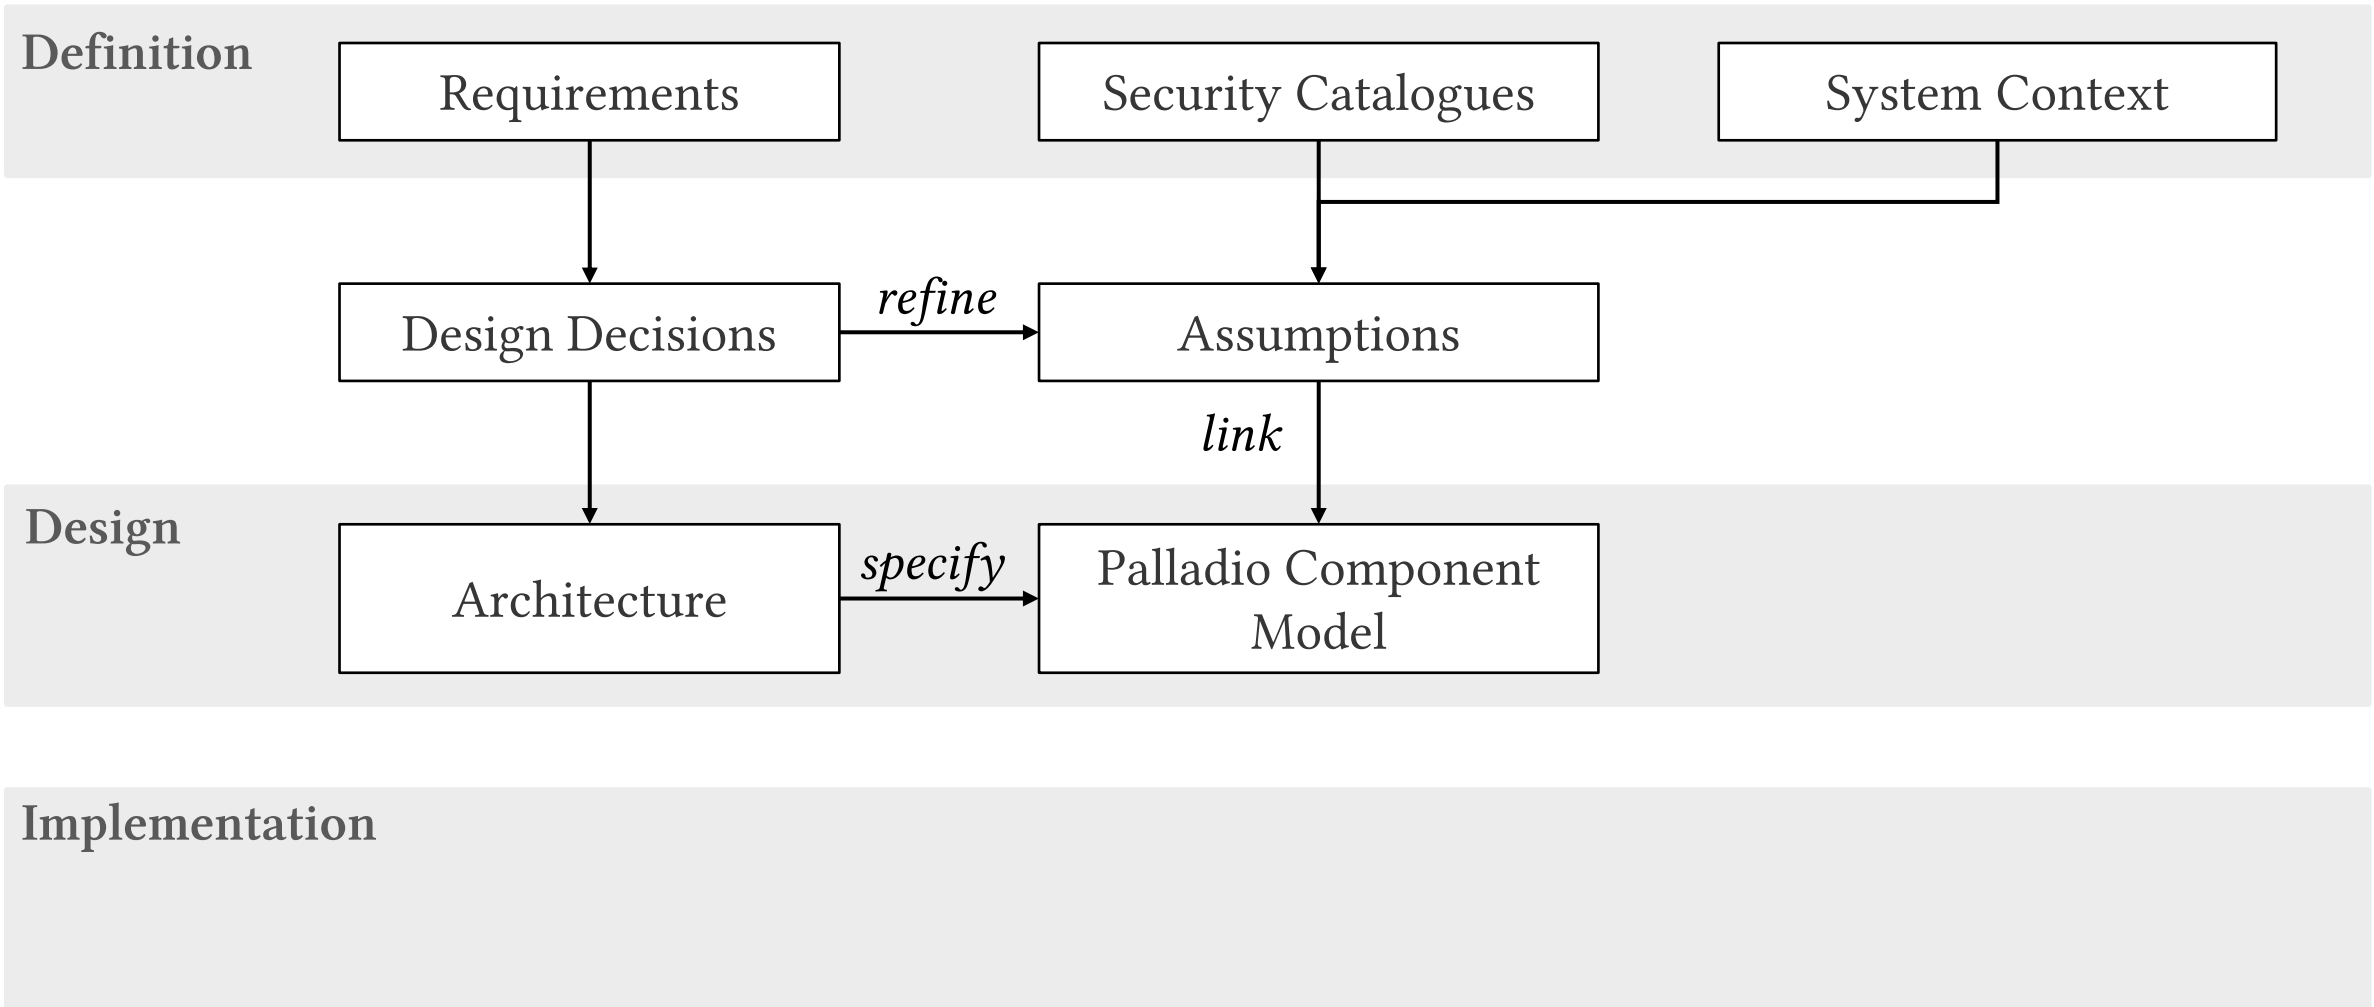 Definition
Requirements
Security Catalogues
System Context
refine
Design Decisions
Assumptions
link
Design
specify
Architecture
Palladio Component
Model
Implementation